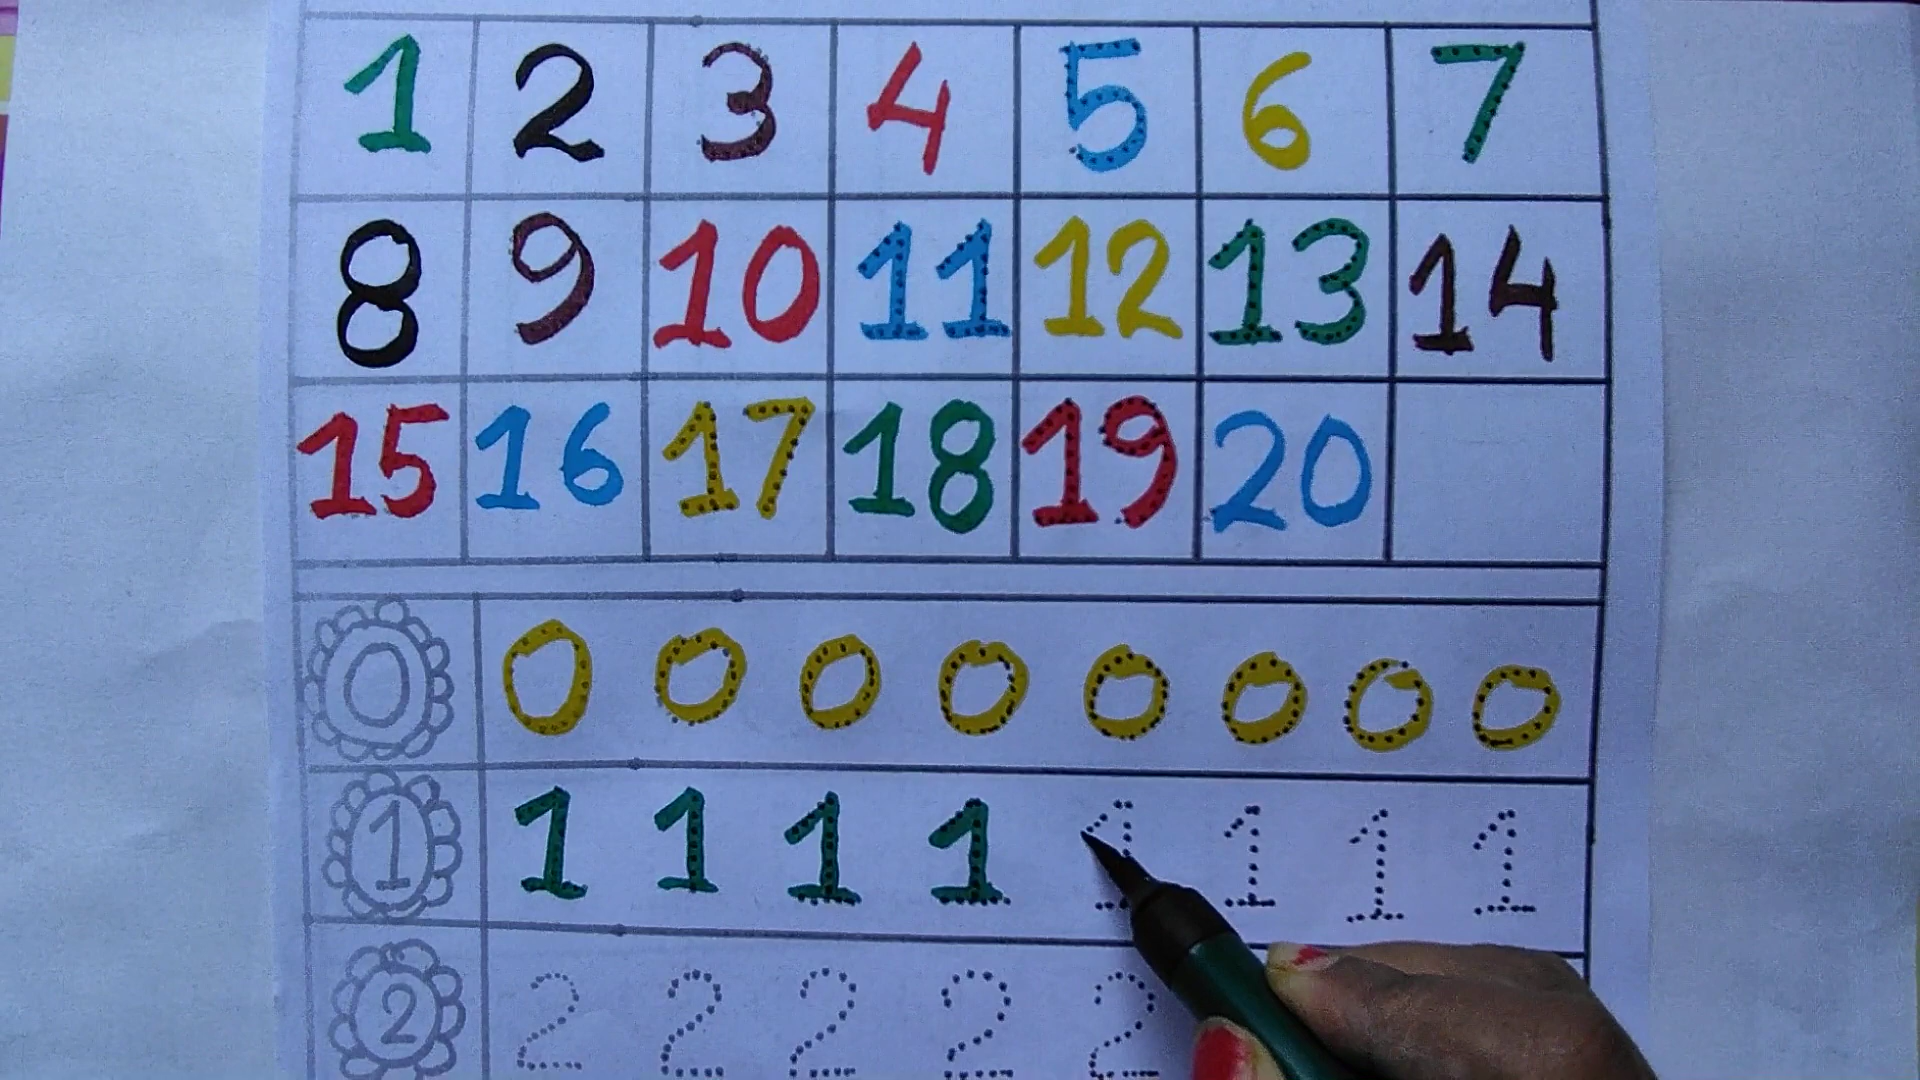 1 2 3 4 5 6 7
8 9 10 11 12 13 14
15 16 17 18 19 20
0 0 0 0 0 0 0 0 0
1 1 1 1 1 1 1 1 1
2 2 2 2 2 2